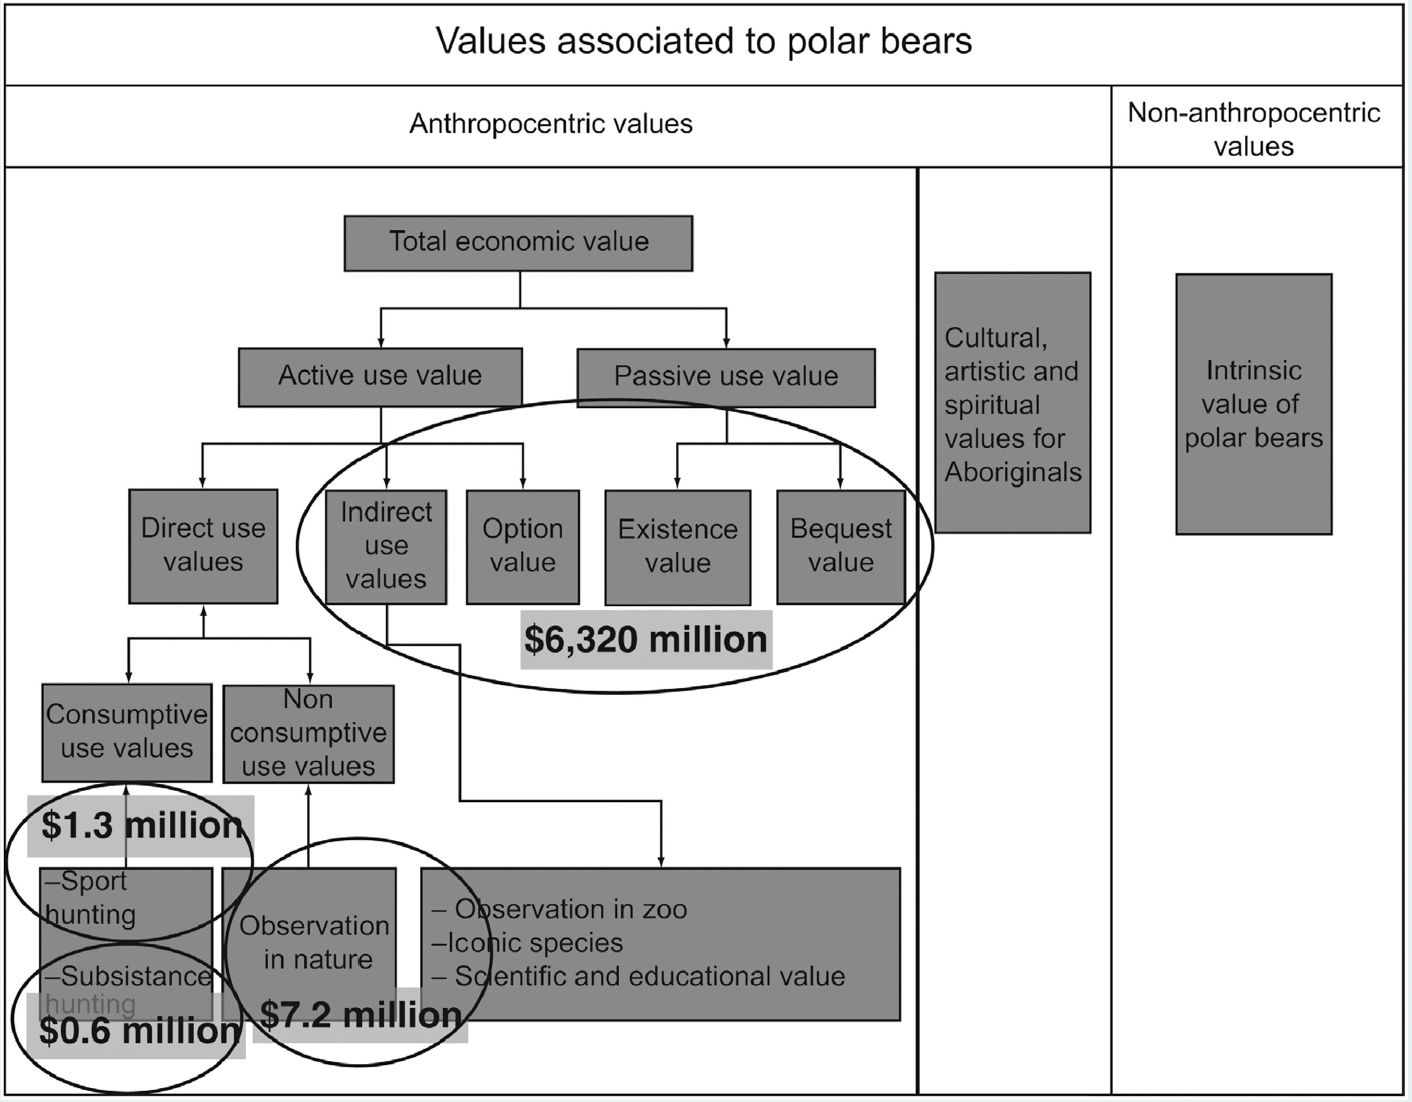 Values associated to polar bears
Anthropocentric values
Non-anthropocentric
values
Total economic value
Active use value
Passive use value
Cultural,
artistic and
spiritual
values for
Aboriginals
Intrinsic
value of
polar bears
Direct use
values
Indirect
use
values
Option
value
Existence
value
Bequest
value
$6,320 million
Consumptive
use values
Non
consumptive
use values
$1.3 million
–Sport
hunting
–Subsistance
hunting
$0.6 million
Observation
in nature
$7.2 million
– Observation in zoo
–Iconic species
– Scientific and educational value